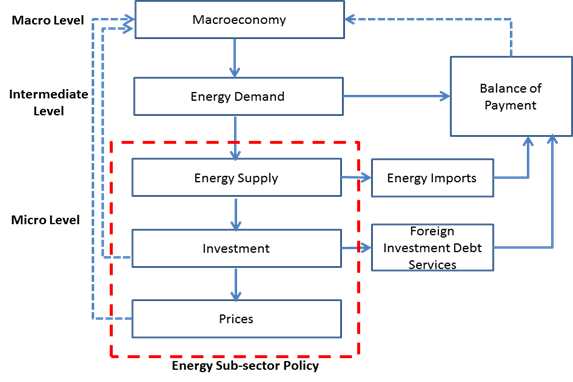 Macro Level
Macroeconomy
Intermediate
Level
Energy Demand
Balance of
Payment
Energy Supply
Energy Imports
Micro Level
Investment
Foreign
Investment Debt
Services
Prices
Energy Sub-sector Policy